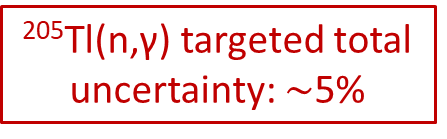 ²⁰⁵Tl(n,γ) targeted total
uncertainty: ~5%